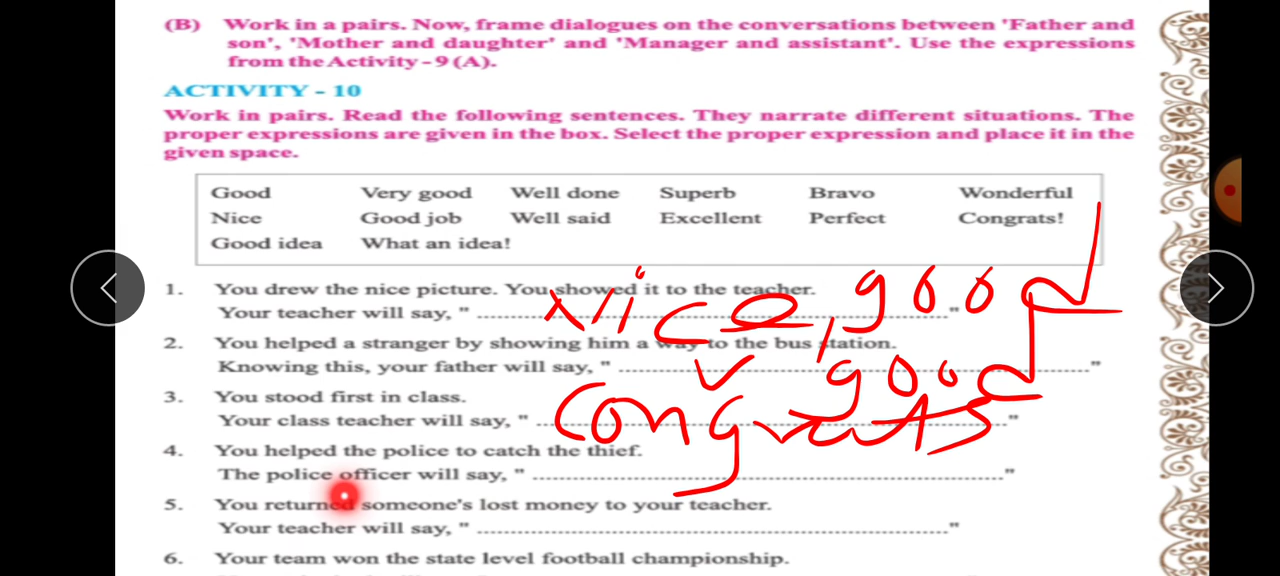 (B) Work in a pairs. Now, frame dialogues on the conversations between 'Father and
son', 'Mother and daughter' and 'Manager and assistant'. Use the expressions
from the Activity - 9 (A).
ACTIVITY - 10
Work in pairs. Read the following sentences. They narrate different situations. The
proper expressions are given in the box. Select the proper expression and place it in the
given space.
Good Very good Well done Superb Bravo Wonderful
Nice Good job Well said Excellent Perfect Congrats!
Good idea What an idea!
1. You drew the nice picture. You showed it to the teacher.
Your teacher will say, " ........ "
Nice, good
2. You helped a stranger by showing him a way to the bus station.
Knowing this, your father will say, " ........ "
v good
3. You stood first in class.
Your class teacher will say, " ........ "
congrats
4. You helped the police to catch the thief.
The police officer will say, " ........ "
5. You returned someone's lost money to your teacher.
Your teacher will say, " ........ "
6. Your team won the state level football championship.